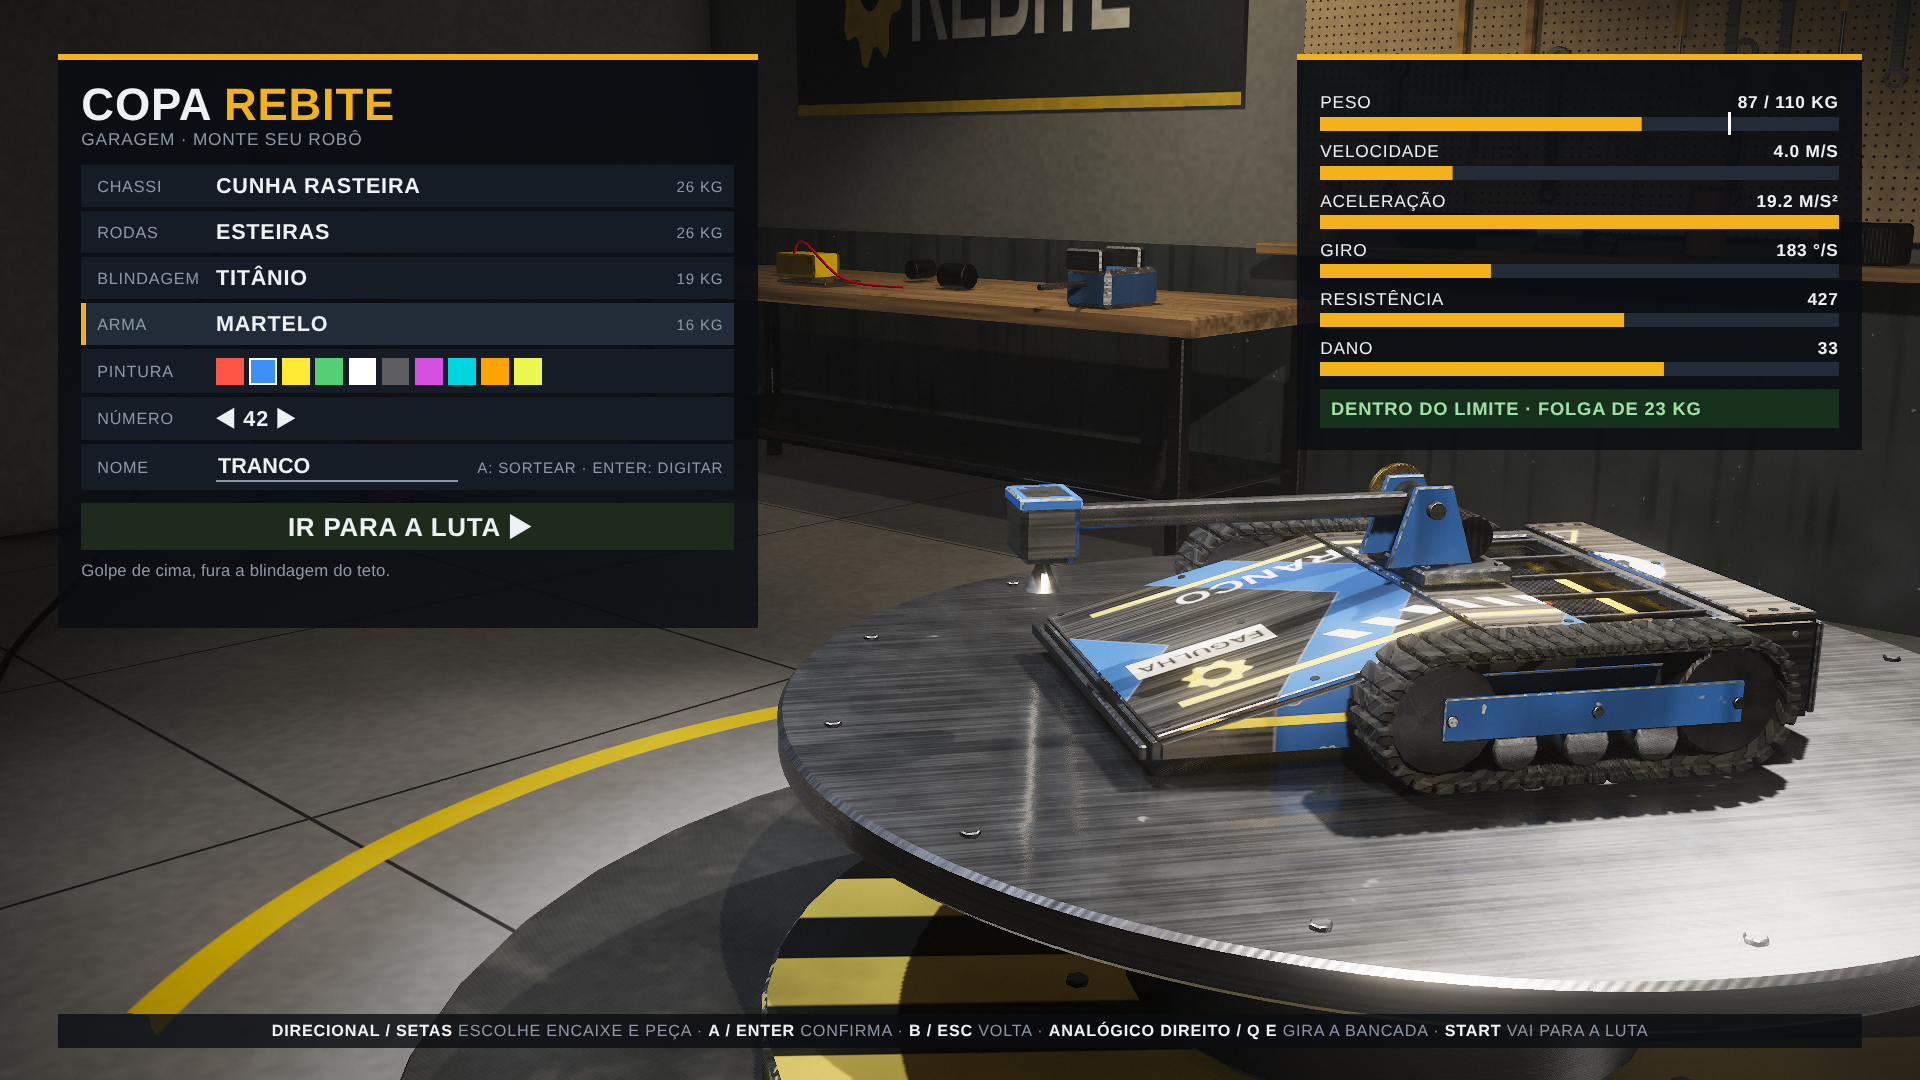 REBITE
COPA REBITE
GARAGEM · MONTE SEU ROBÔ
CHASSI CUNHA RASTEIRA 26 KG
RODAS ESTEIRAS 26 KG
BLINDAGEM TITÂNIO 19 KG
ARMA MARTELO 16 KG
PINTURA
NÚMERO ◀ 42 ▶
NOME TRANCO A: SORTEAR · ENTER: DIGITAR
IR PARA A LUTA ▶
Golpe de cima, fura a blindagem do teto.
PESO 87 / 110 KG
VELOCIDADE 4.0 M/S
ACELERAÇÃO 19.2 M/S²
GIRO 183 °/S
RESISTÊNCIA 427
DANO 33
DENTRO DO LIMITE · FOLGA DE 23 KG
TRANCO
FAGULHA
DIRECIONAL / SETAS ESCOLHE ENCAIXE E PEÇA · A / ENTER CONFIRMA · B / ESC VOLTA · ANALÓGICO DIREITO / Q E GIRA A BANCADA · START VAI PARA A LUTA